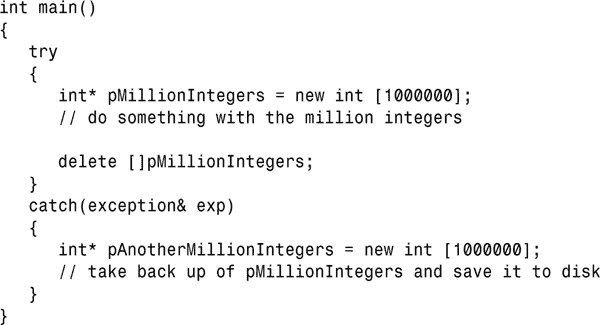 int main()
{
   try
   {
      int* pMillionIntegers = new int [1000000];
      // do something with the million integers

      delete []pMillionIntegers;
   }
   catch(exception& exp)
   {
      int* pAnotherMillionIntegers = new int [1000000];
      // take back up of pMillionIntegers and save it to disk
   }
}